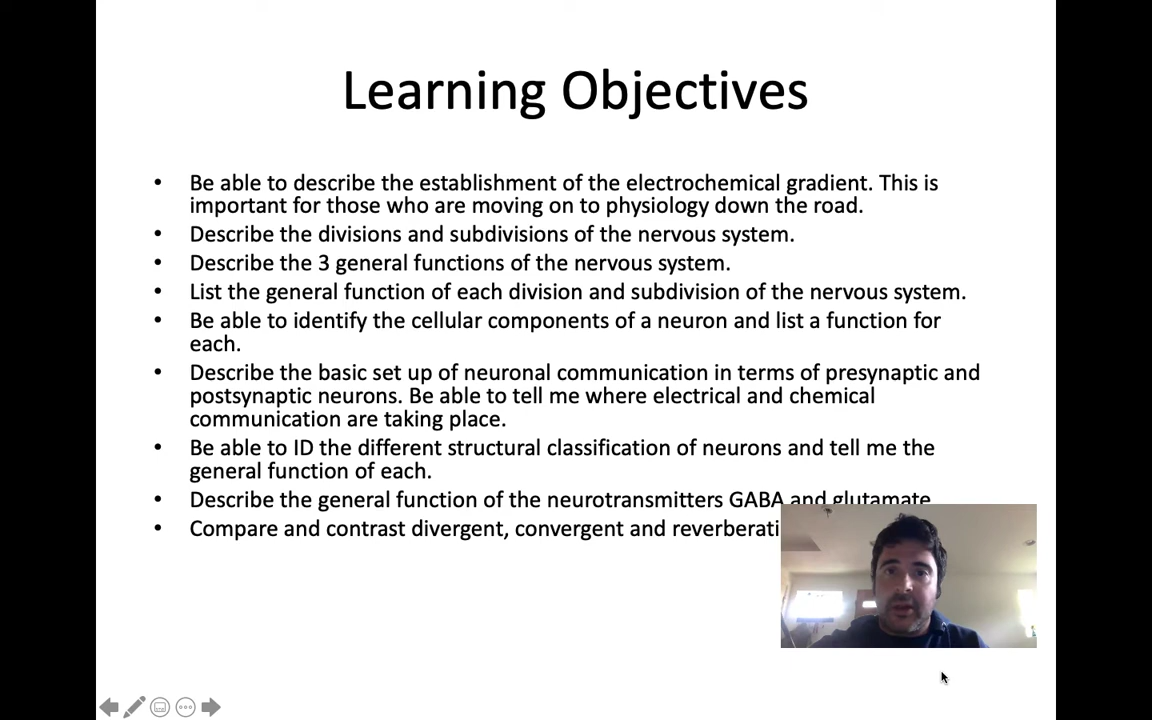 Learning Objectives
• Be able to describe the establishment of the electrochemical gradient. This is
important for those who are moving on to physiology down the road.
• Describe the divisions and subdivisions of the nervous system.
• Describe the 3 general functions of the nervous system.
• List the general function of each division and subdivision of the nervous system.
• Be able to identify the cellular components of a neuron and list a function for
each.
• Describe the basic set up of neuronal communication in terms of presynaptic and
postsynaptic neurons. Be able to tell me where electrical and chemical
communication are taking place.
• Be able to ID the different structural classification of neurons and tell me the
general function of each.
• Describe the general function of the neurotransmitters GABA and glutamate
• Compare and contrast divergent, convergent and reverberati